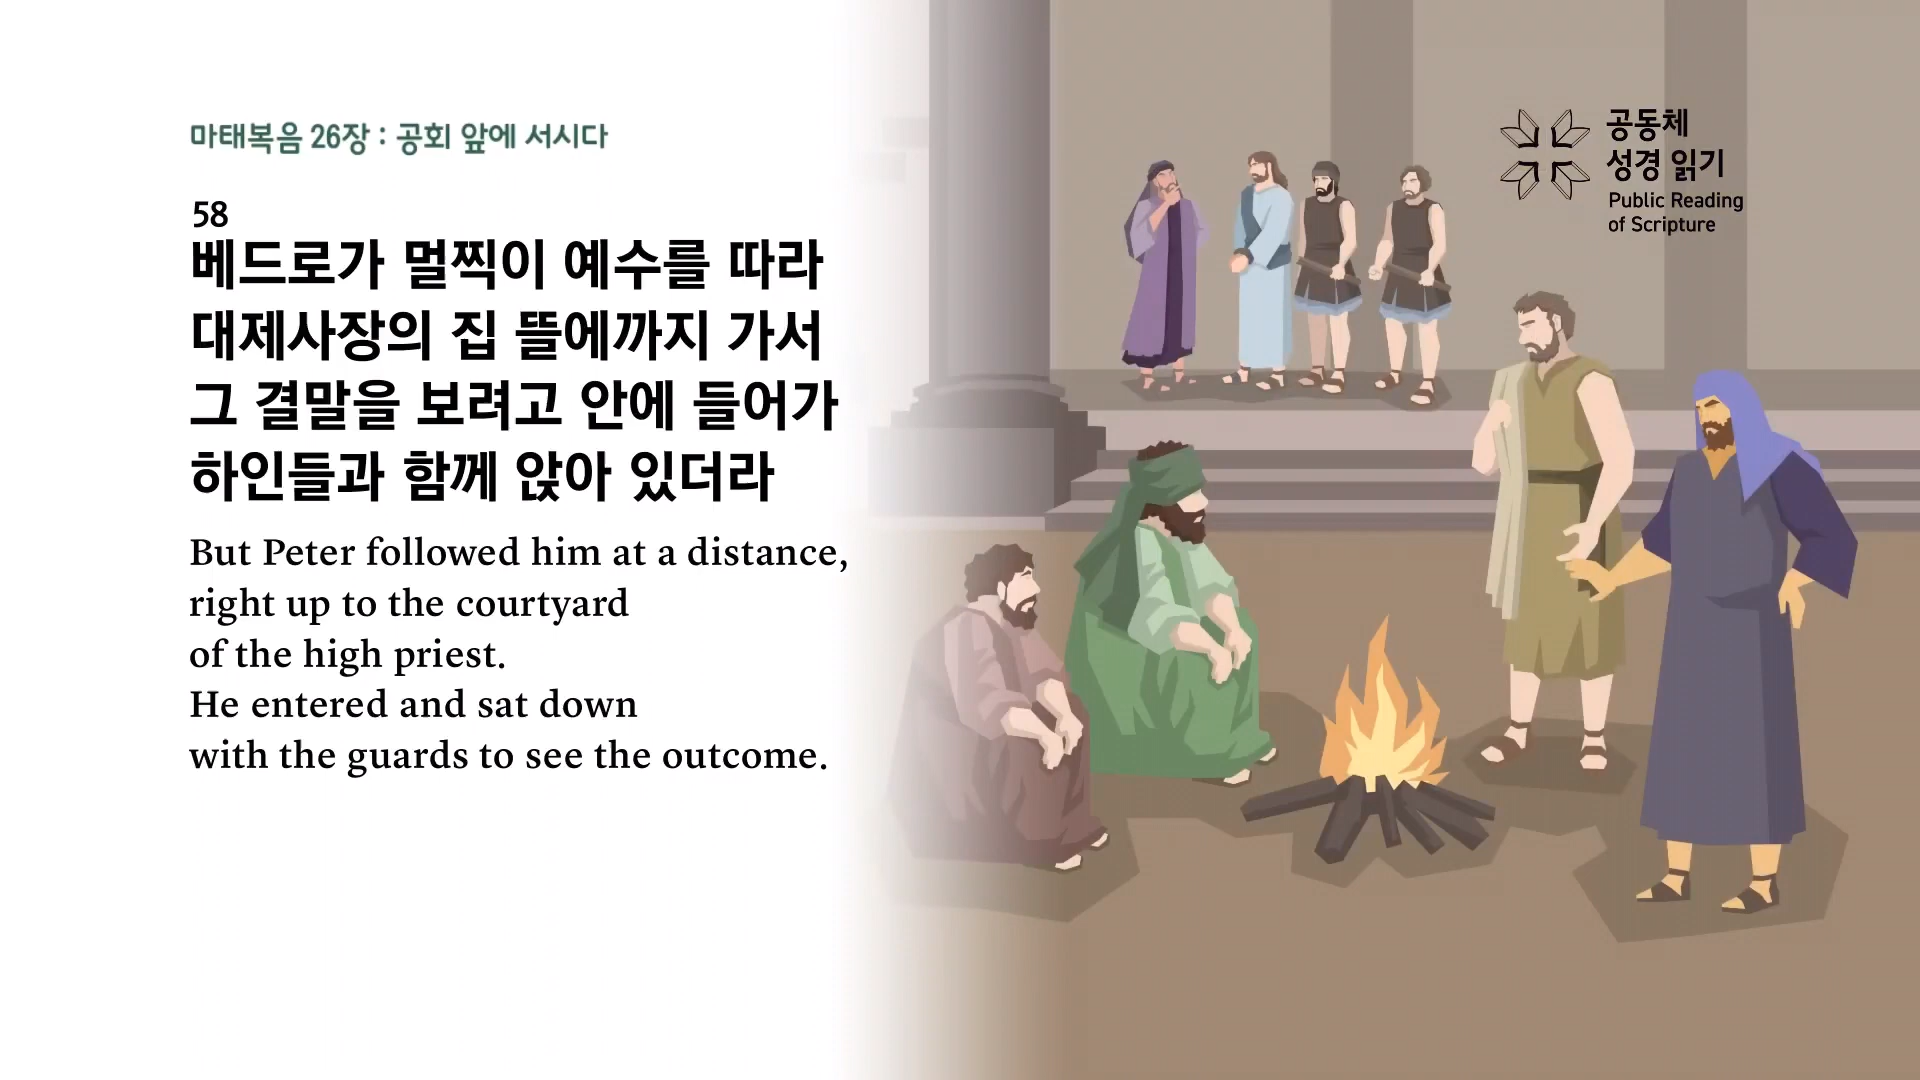 마태복음 26장 : 공회 앞에 서시다
58
베드로가 멀찍이 예수를 따라
대제사장의 집 뜰에까지 가서
그 결말을 보려고 안에 들어가
하인들과 함께 앉아 있더라
But Peter followed him at a distance,
right up to the courtyard
of the high priest.
He entered and sat down
with the guards to see the outcome.
공동체
성경 읽기
Public Reading
of Scripture